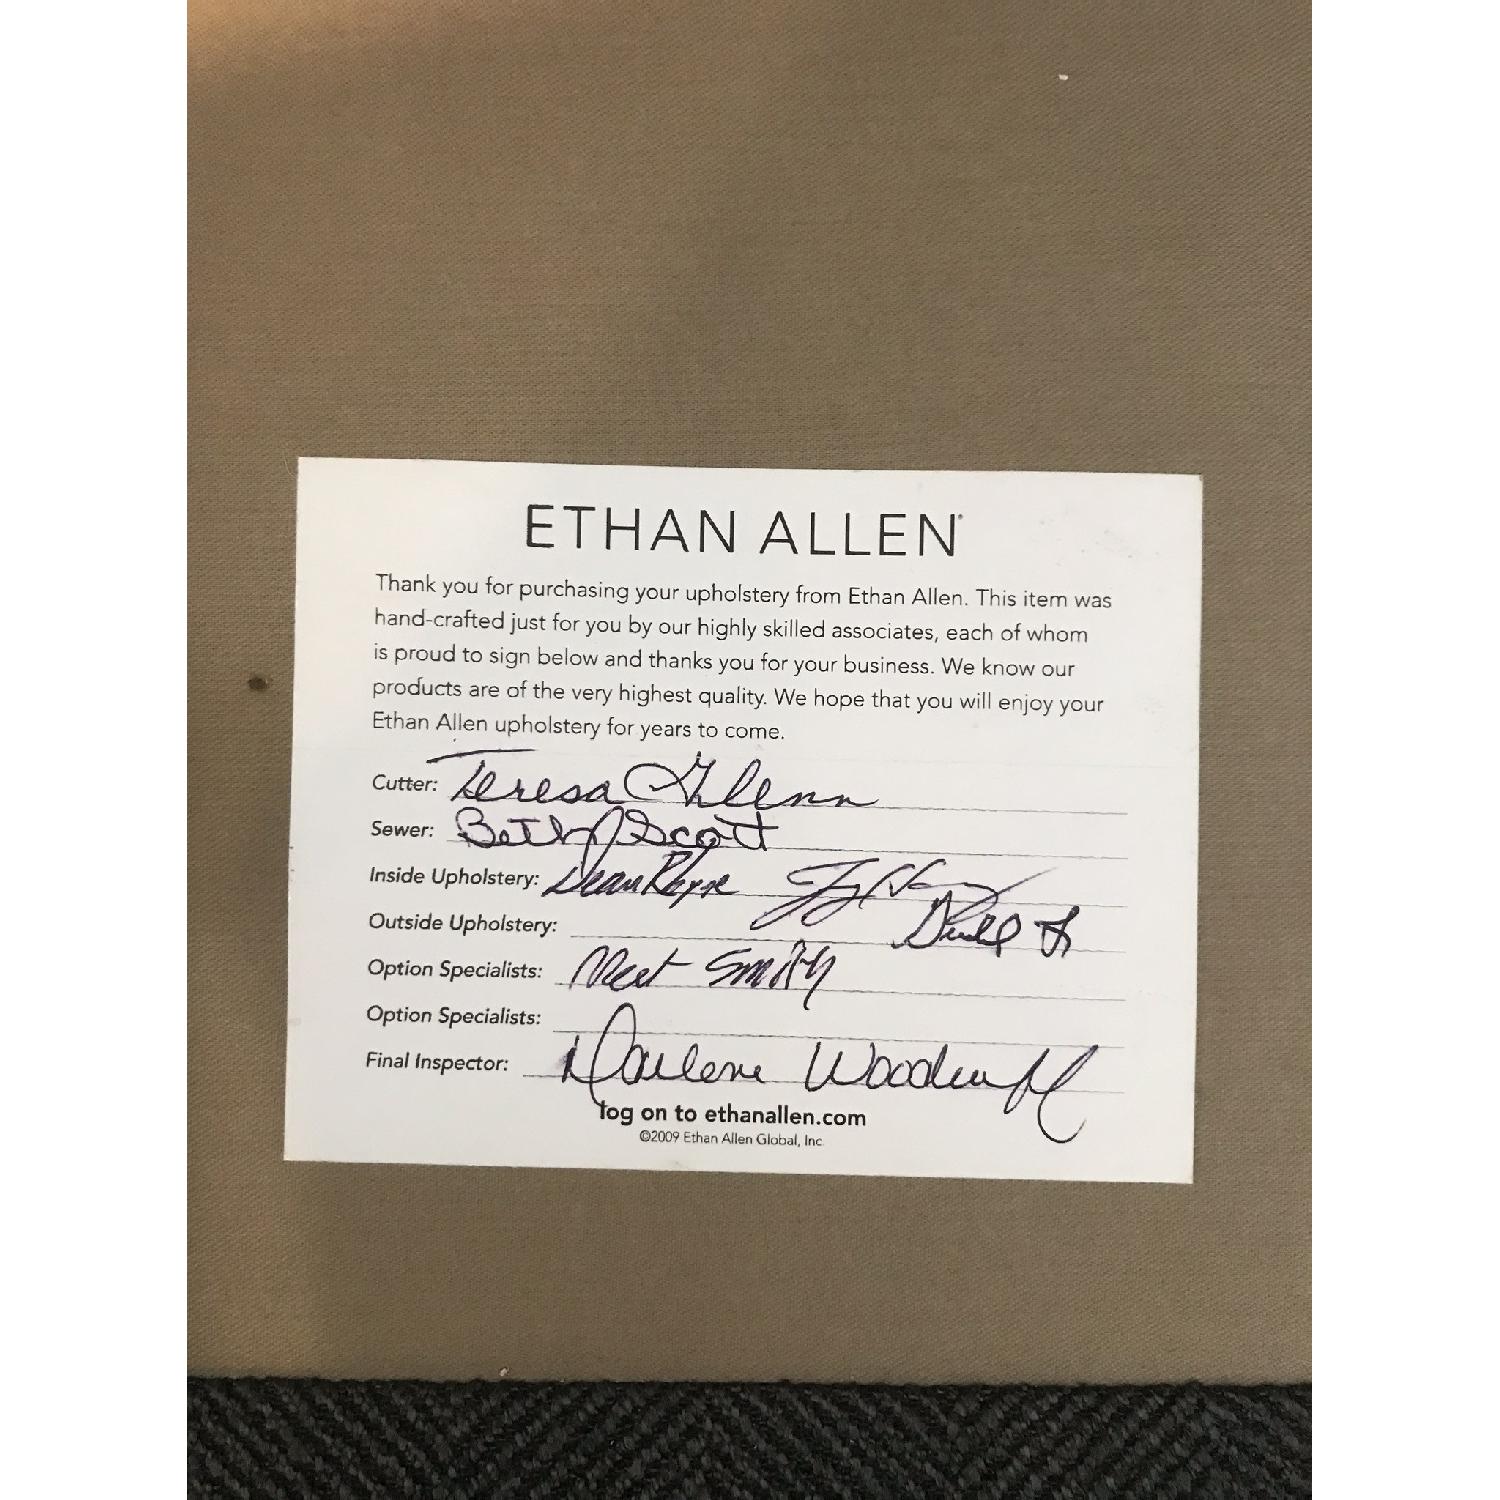 ETHAN ALLEN®
Thank you for purchasing your upholstery from Ethan Allen. This item was
hand-crafted just for you by our highly skilled associates, each of whom
is proud to sign below and thanks you for your business. We know our
products are of the very highest quality. We hope that you will enjoy your
Ethan Allen upholstery for years to come.
Cutter: Teresa Glenn
Sewer: Beth Scott
Inside Upholstery: Dean
Outside Upholstery:
Option Specialists: Smith
Option Specialists:
Final Inspector: Darlene Woodruff
log on to ethanallen.com
©2009 Ethan Allen Global, Inc.